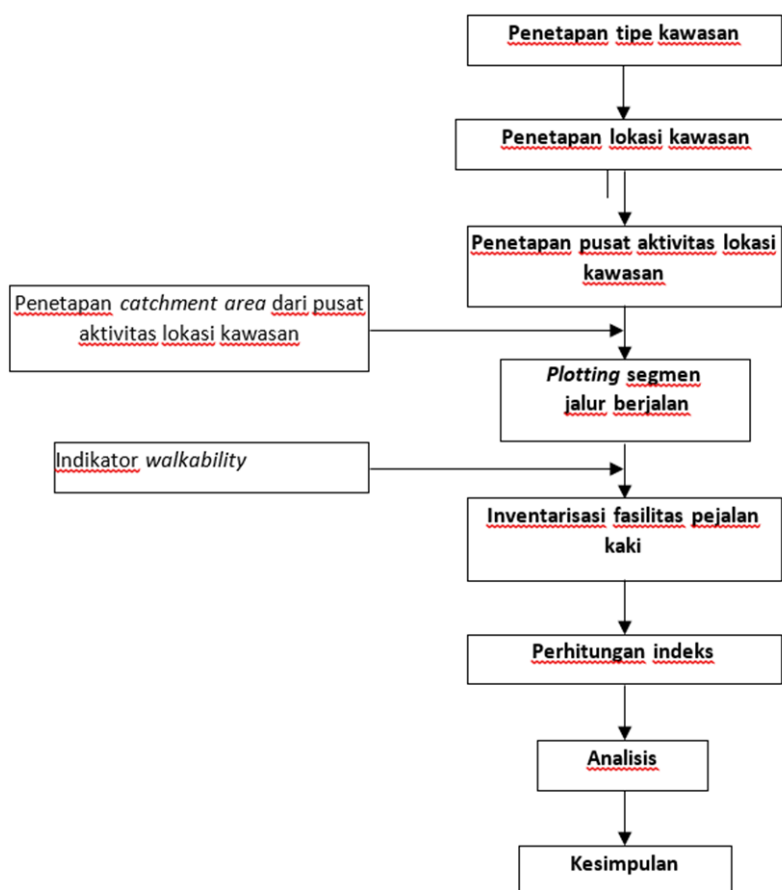 Penetapan tipe kawasan
Penetapan lokasi kawasan
Penetapan pusat aktivitas lokasi
kawasan
Penetapan catchment area dari pusat
aktivitas lokasi kawasan
Plotting segmen
jalur berjalan
Indikator walkability
Inventarisasi fasilitas pejalan
kaki
Perhitungan indeks
Analisis
Kesimpulan